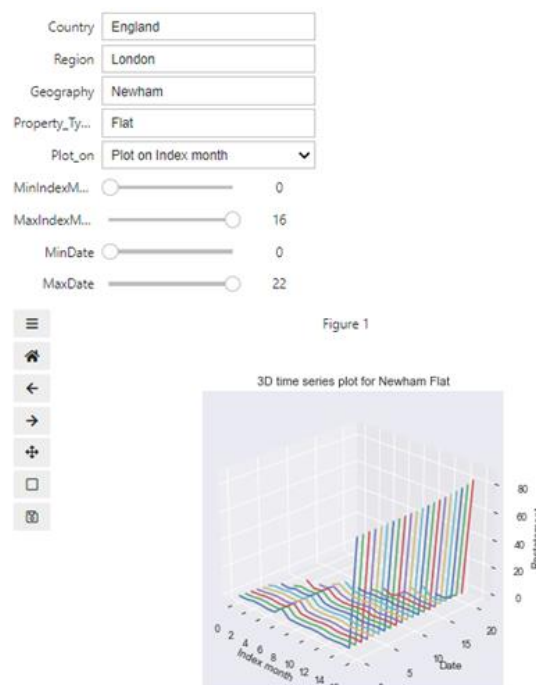 Country England
Region London
Geography Newham
Property_Ty... Flat
Plot_on Plot on Index month
MinIndexM... 0
MaxIndexM... 16
MinDate 0
MaxDate 22
Figure 1
3D time series plot for Newham Flat
80
60
40
20
0
0 2 4 6 8 10 12 14
Index month
0 5 10 15 20
Date